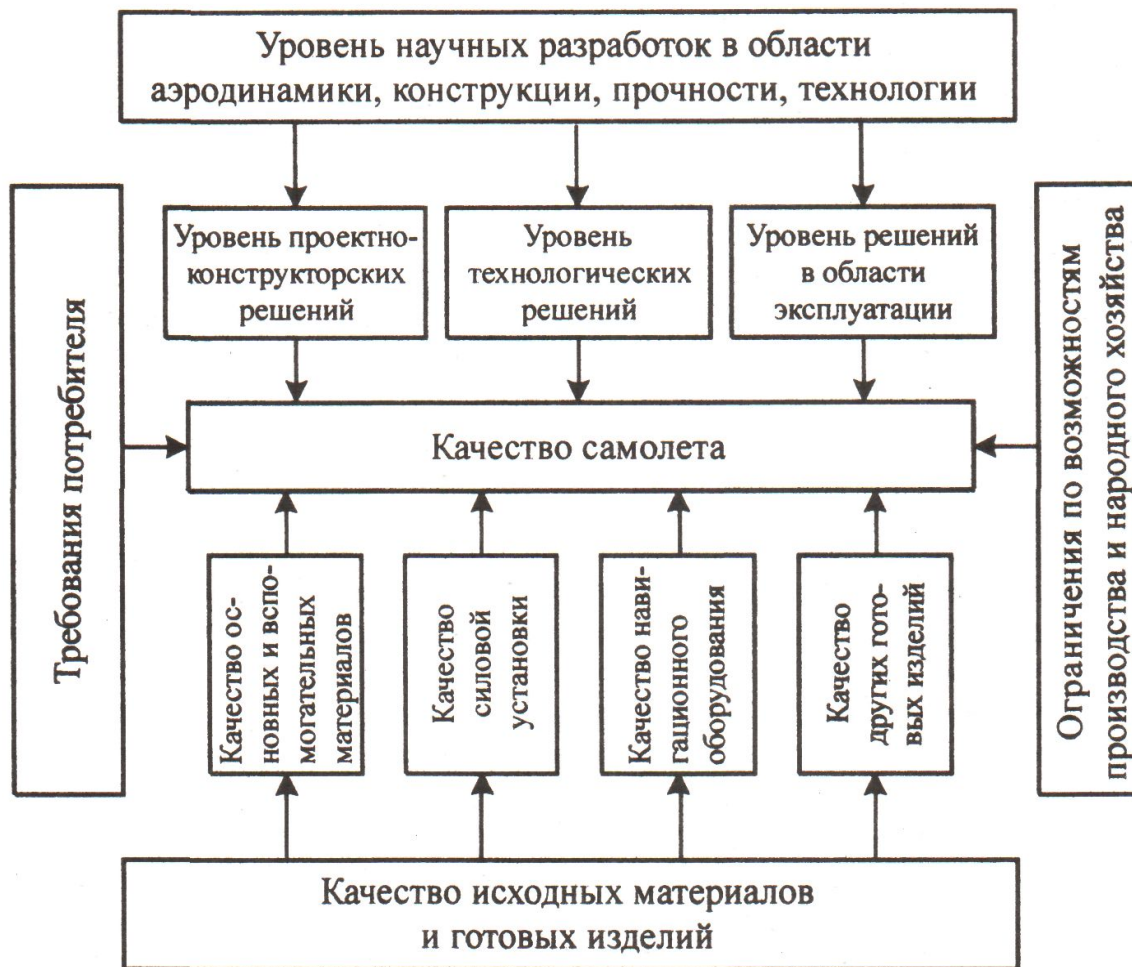 Уровень научных разработок в области
аэродинамики, конструкции, прочности, технологии
Требования потребителя
Уровень проектно-
конструкторских
решений
Уровень
технологических
решений
Уровень решений
в области
эксплуатации
Ограничения по возможностям
производства и народного хозяйства
Качество самолета
Качество ос-
новных и вспо-
могательных
материалов
Качество
силовой
установки
Качество нави-
гационного
оборудования
Качество
других гото-
вых изделий
Качество исходных материалов
и готовых изделий